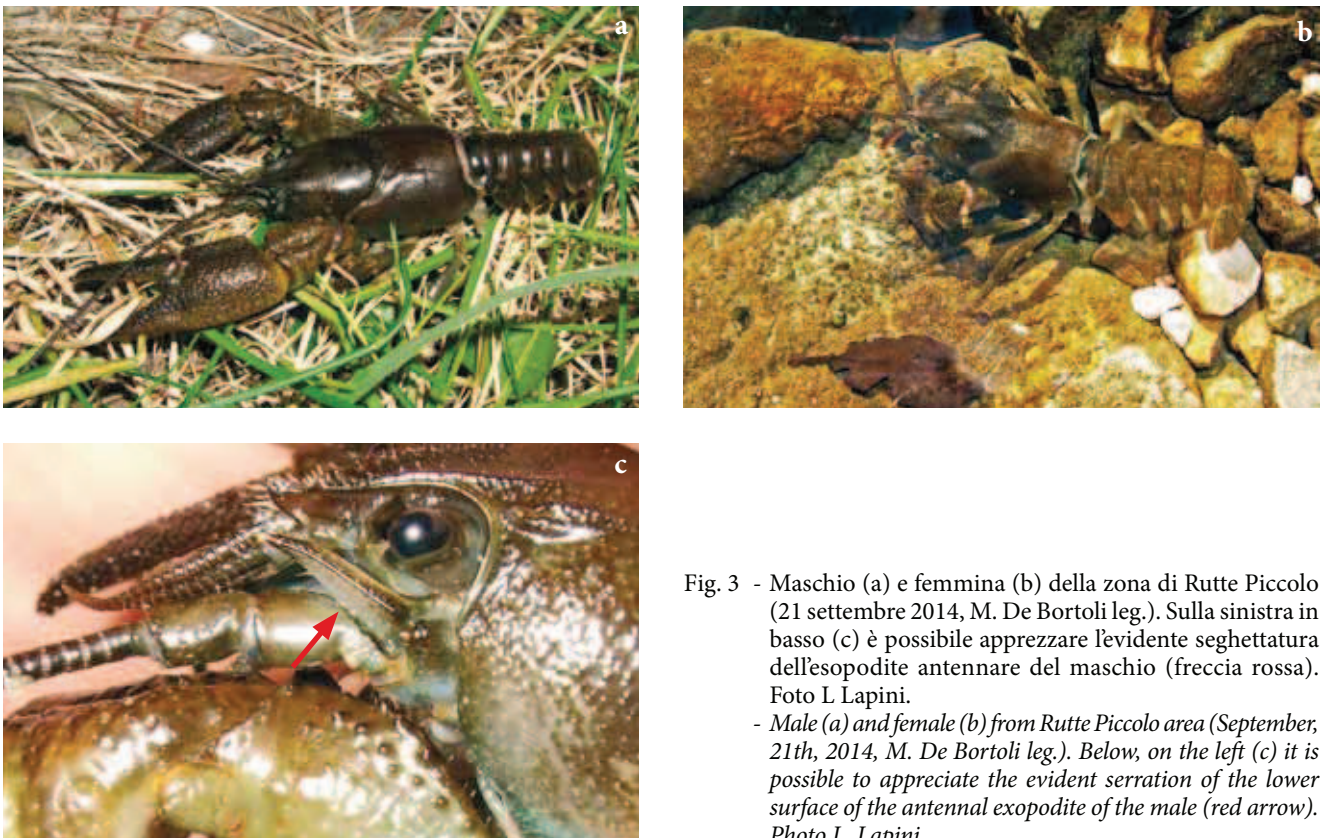 a
b
c
Fig. 3 - Maschio (a) e femmina (b) della zona di Rutte Piccolo
(21 settembre 2014, M. De Bortoli leg.). Sulla sinistra in
basso (c) è possibile apprezzare l'evidente seghettatura
dell'esopodite antennare del maschio (freccia rossa).
Foto L Lapini.
- Male (a) and female (b) from Rutte Piccolo area (September,
21th, 2014, M. De Bortoli leg.). Below, on the left (c) it is
possible to appreciate the evident serration of the lower
surface of the antennal exopodite of the male (red arrow).
Photo L. Lapini